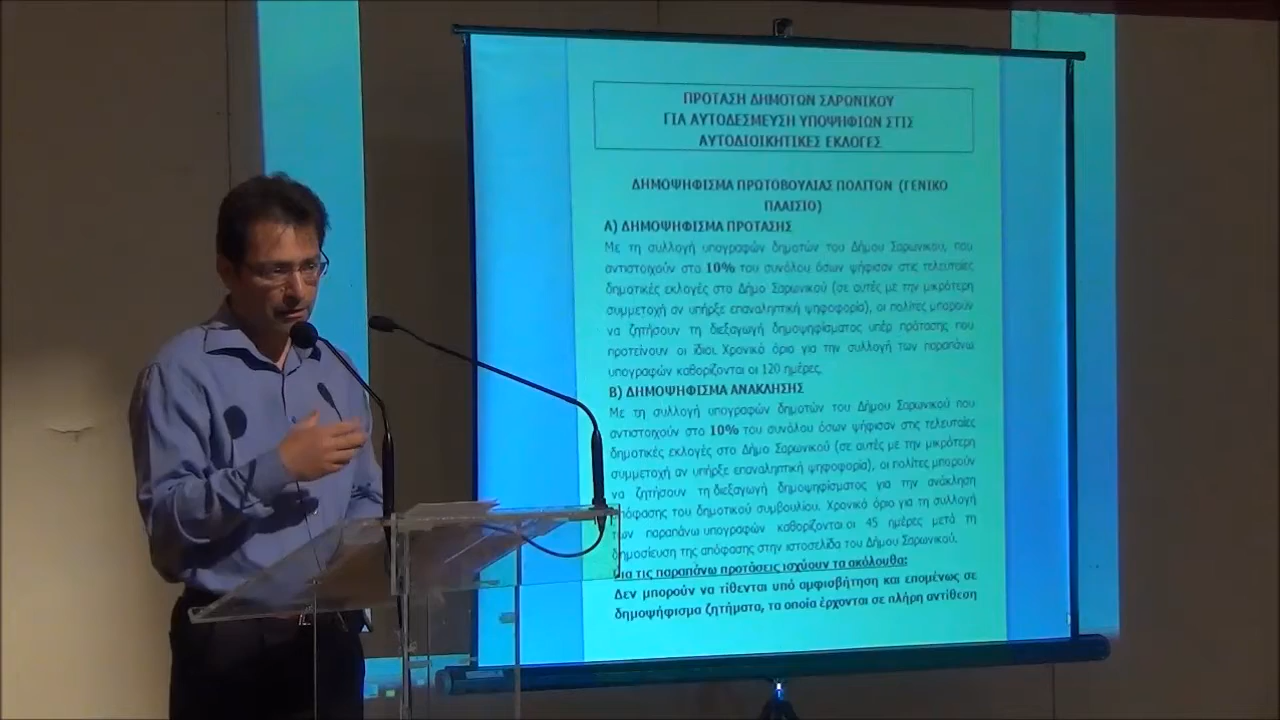 ΠΡΟΤΑΣΗ ΔΗΜΟΤΩΝ ΣΑΡΩΝΙΚΟΥ
ΓΙΑ ΑΥΤΟΔΕΣΜΕΥΣΗ ΥΠΟΨΗΦΙΩΝ ΣΤΙΣ
ΑΥΤΟΔΙΟΙΚΗΤΙΚΕΣ ΕΚΛΟΓΕΣ
ΔΗΜΟΨΗΦΙΣΜΑ ΠΡΩΤΟΒΟΥΛΙΑΣ ΠΟΛΙΤΩΝ (ΓΕΝΙΚΟ
ΠΛΑΙΣΙΟ)
Α) ΔΗΜΟΨΗΦΙΣΜΑ ΠΡΟΤΑΣΗΣ
Με τη συλλογή υπογραφών δημοτών του Δήμου Σαρωνικού, που
αντιστοιχούν στο 10% του συνόλου όσων ψήφισαν στις τελευταίες
δημοτικές εκλογές στο Δήμο Σαρωνικού (σε αυτές με την μικρότερη
συμμετοχή αν υπήρξε επαναληπτική ψηφοφορία), οι πολίτες μπορούν
να ζητήσουν τη διεξαγωγή δημοψηφίσματος υπέρ πρότασης που
προτείνουν οι ίδιοι. Χρονικό όριο για την συλλογή των παραπάνω
υπογραφών καθορίζονται οι 120 ημέρες.
Β) ΔΗΜΟΨΗΦΙΣΜΑ ΑΝΑΚΛΗΣΗΣ
Με τη συλλογή υπογραφών δημοτών του Δήμου Σαρωνικού που
αντιστοιχούν στο 10% του συνόλου όσων ψήφισαν στις τελευταίες
δημοτικές εκλογές στο Δήμο Σαρωνικού (σε αυτές με την μικρότερη
συμμετοχή αν υπήρξε επαναληπτική ψηφοφορία), οι πολίτες μπορούν
να ζητήσουν τη διεξαγωγή δημοψηφίσματος για την ανάκληση
απόφασης του δημοτικού συμβουλίου. Χρονικό όριο για τη συλλογή
των παραπάνω υπογραφών καθορίζονται οι 45 ημέρες μετά τη
δημοσίευση της απόφασης στην ιστοσελίδα του Δήμου Σαρωνικού.
Για τις παραπάνω προτάσεις ισχύουν τα ακόλουθα:
Δεν μπορούν να τίθενται υπό αμφισβήτηση και επομένως σε
δημοψήφισμα ζητήματα, τα οποία έρχονται σε πλήρη αντίθεση